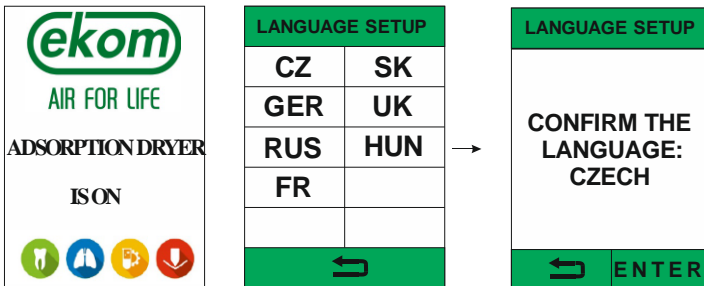 ekom
AIR FOR LIFE
ADSORPTION DRYER
IS ON
LANGUAGE SETUP
CZ SK
GER UK
RUS HUN
FR
LANGUAGE SETUP
CONFIRM THE
LANGUAGE:
CZECH
ENTER